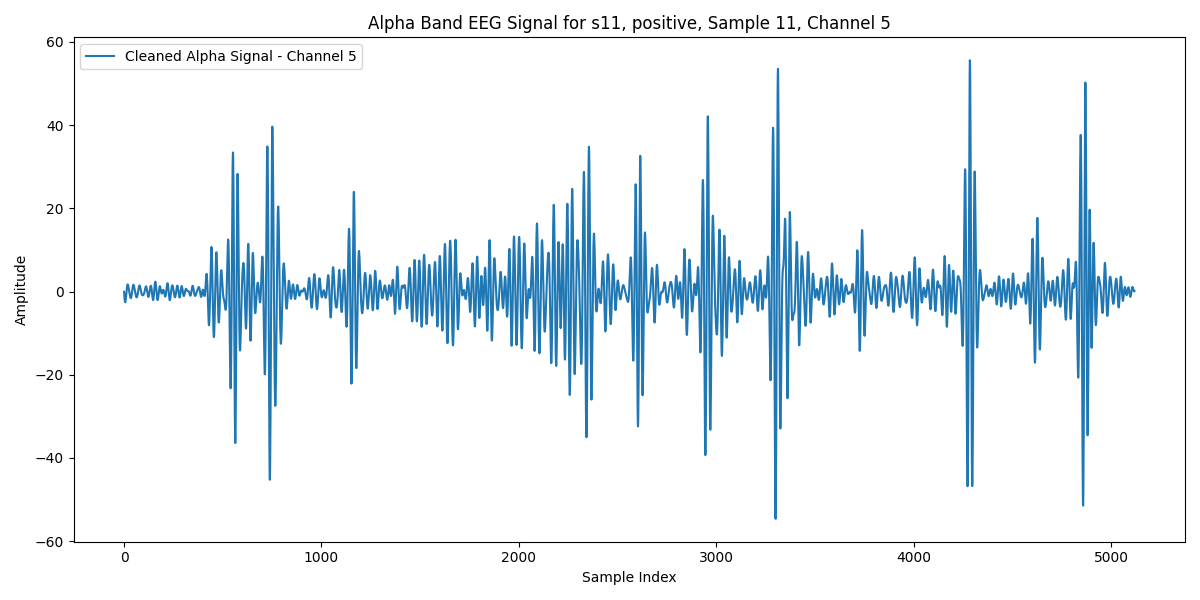 Alpha Band EEG Signal for s11, positive, Sample 11, Channel 5
Cleaned Alpha Signal - Channel 5
60
40
20
0
−20
−40
−60
Amplitude
0 1000 2000 3000 4000 5000
Sample Index